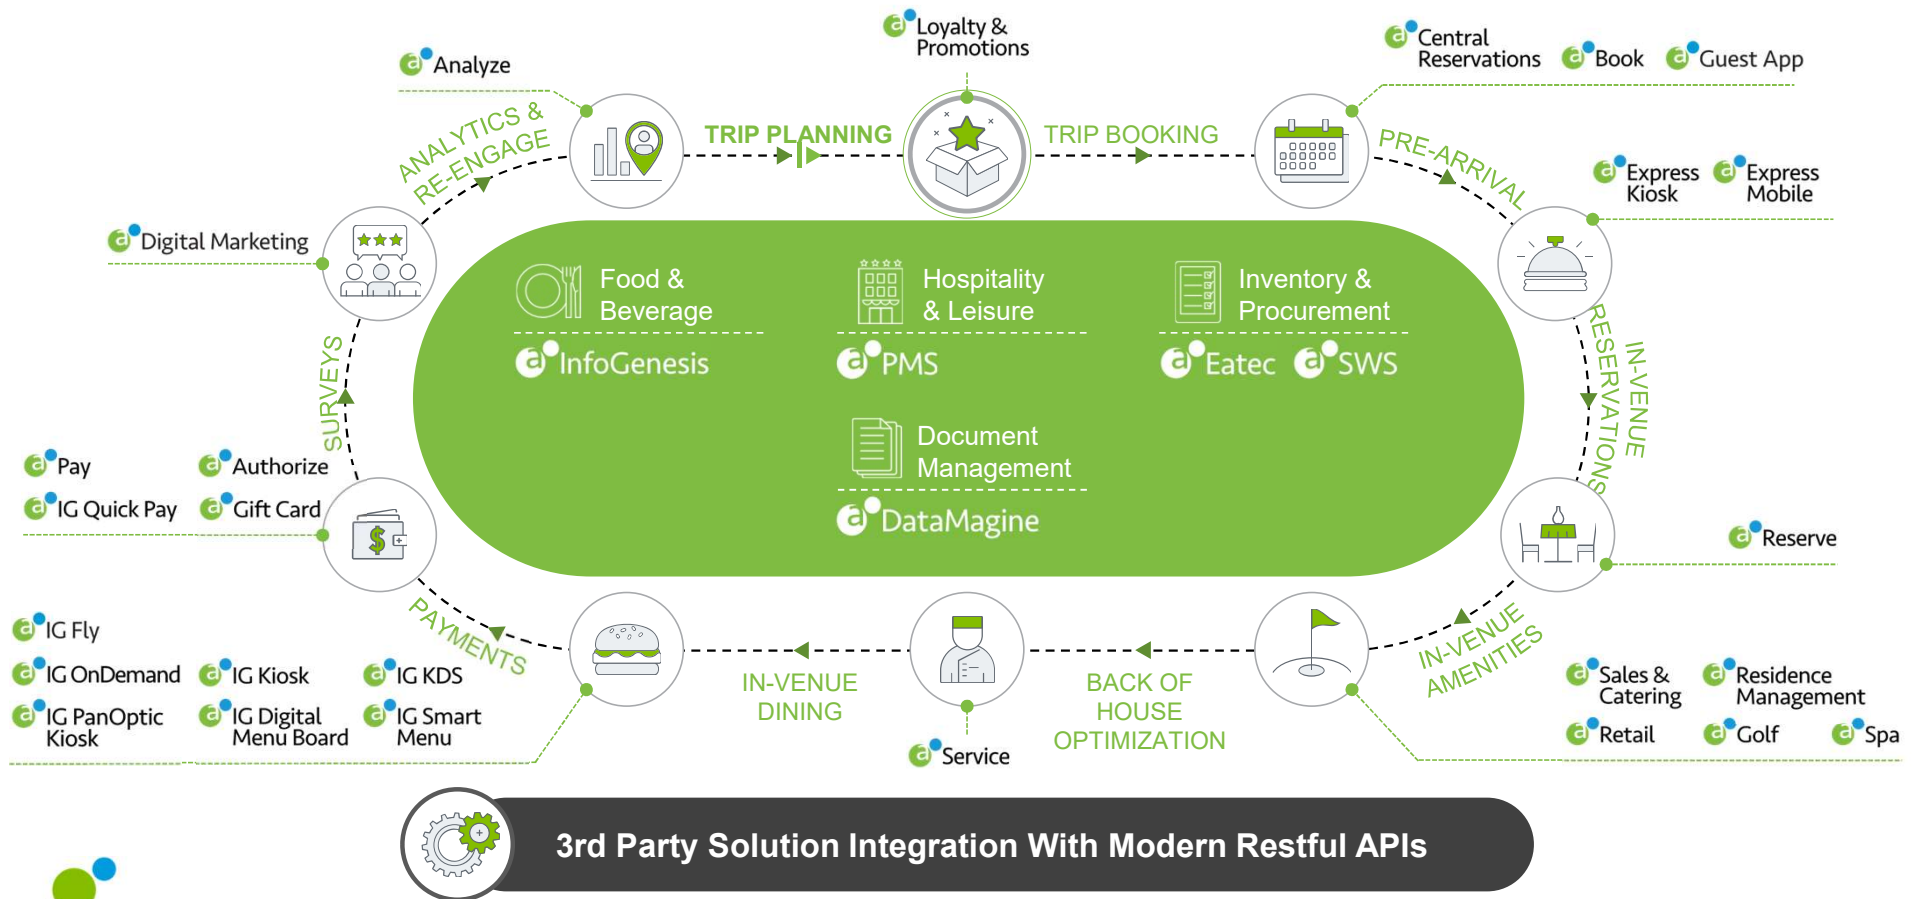 Loyalty &
Promotions
Analyze
Central
Reservations
Book
Guest App
ANALYTICS &
RE-ENGAGE
TRIP PLANNING
TRIP BOOKING
PRE-ARRIVAL
Express
Kiosk
Express
Mobile
Digital Marketing
Food &
Beverage
InfoGenesis
Hospitality
& Leisure
PMS
Inventory &
Procurement
Eatec
SWS
Document
Management
DataMagine
IN-VENUE
RESERVATIONS
SURVEYS
Pay
Authorize
IG Quick Pay
Gift Card
Reserve
PAYMENTS
IN-VENUE
AMENITIES
IG Fly
IG OnDemand
IG Kiosk
IG KDS
IG PanOptic
Kiosk
IG Digital
Menu Board
IG Smart
Menu
IN-VENUE
DINING
BACK OF
HOUSE
OPTIMIZATION
Service
Sales &
Catering
Residence
Management
Retail
Golf
Spa
3rd Party Solution Integration With Modern Restful APIs